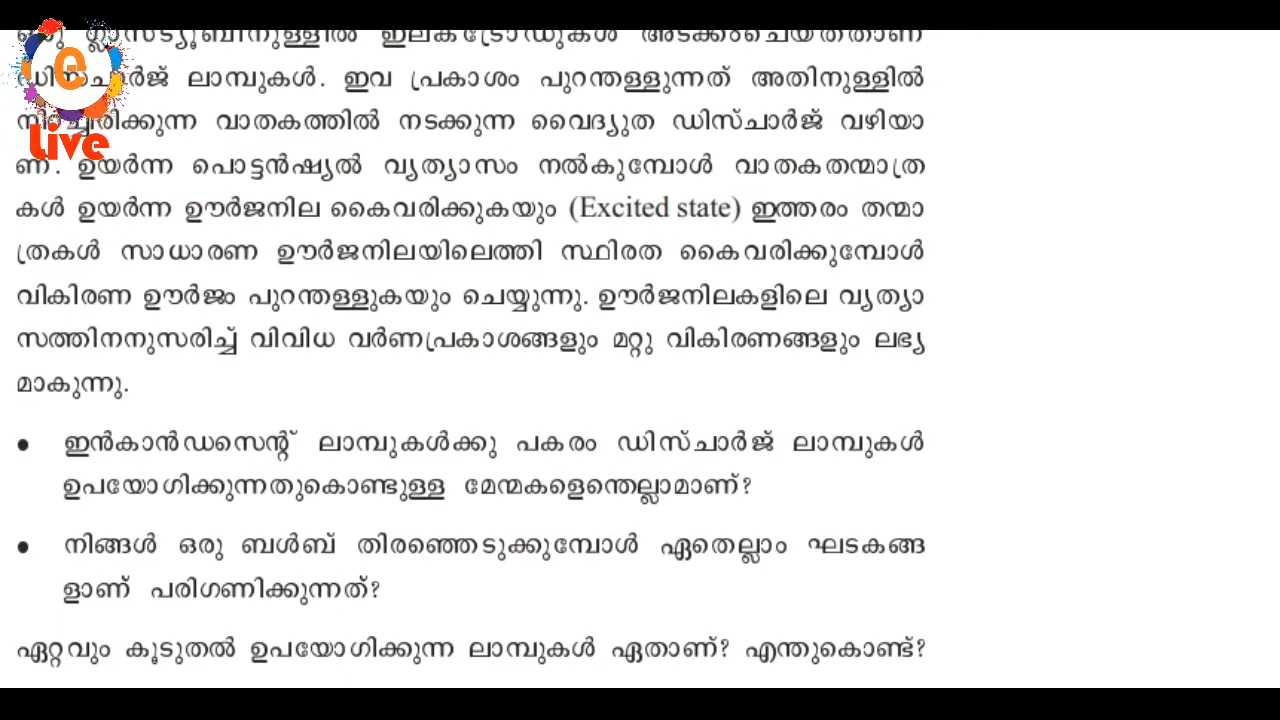 ഒരു ഗ്ലാസ്ട്യൂബിനുള്ളിൽ ഇലക്ട്രോഡുകൾ അടക്കംചെയ്തതാണ്
ഡിസ്ചാർജ് ലാമ്പുകൾ. ഇവ പ്രകാശം പുറന്തള്ളുന്നത് അതിനുള്ളിൽ
നിറച്ചിരിക്കുന്ന വാതകത്തിൽ നടക്കുന്ന വൈദ്യുത ഡിസ്ചാർജ് വഴിയാ
ണ്. ഉയർന്ന പൊട്ടൻഷ്യൽ വ്യത്യാസം നൽകുമ്പോൾ വാതകതന്മാത്ര
കൾ ഉയർന്ന ഊർജനില കൈവരിക്കുകയും (Excited state) ഇത്തരം തന്മാ
ത്രകൾ സാധാരണ ഊർജനിലയിലെത്തി സ്ഥിരത കൈവരിക്കുമ്പോൾ
വികിരണ ഊർജം പുറന്തള്ളുകയും ചെയ്യുന്നു. ഊർജനിലകളിലെ വ്യത്യാ
സത്തിനനുസരിച്ച് വിവിധ വർണപ്രകാശങ്ങളും മറ്റു വികിരണങ്ങളും ലഭ്യ
മാകുന്നു.
• ഇൻകാൻഡസെന്റ് ലാമ്പുകൾക്കു പകരം ഡിസ്ചാർജ് ലാമ്പുകൾ
ഉപയോഗിക്കുന്നതുകൊണ്ടുള്ള മേന്മകളെന്തെല്ലാമാണ്?
• നിങ്ങൾ ഒരു ബൾബ് തിരഞ്ഞെടുക്കുമ്പോൾ ഏതെല്ലാം ഘടകങ്ങ
ളാണ് പരിഗണിക്കുന്നത്?
ഏറ്റവും കൂടുതൽ ഉപയോഗിക്കുന്ന ലാമ്പുകൾ ഏതാണ്? എന്തുകൊണ്ട്?
e
live